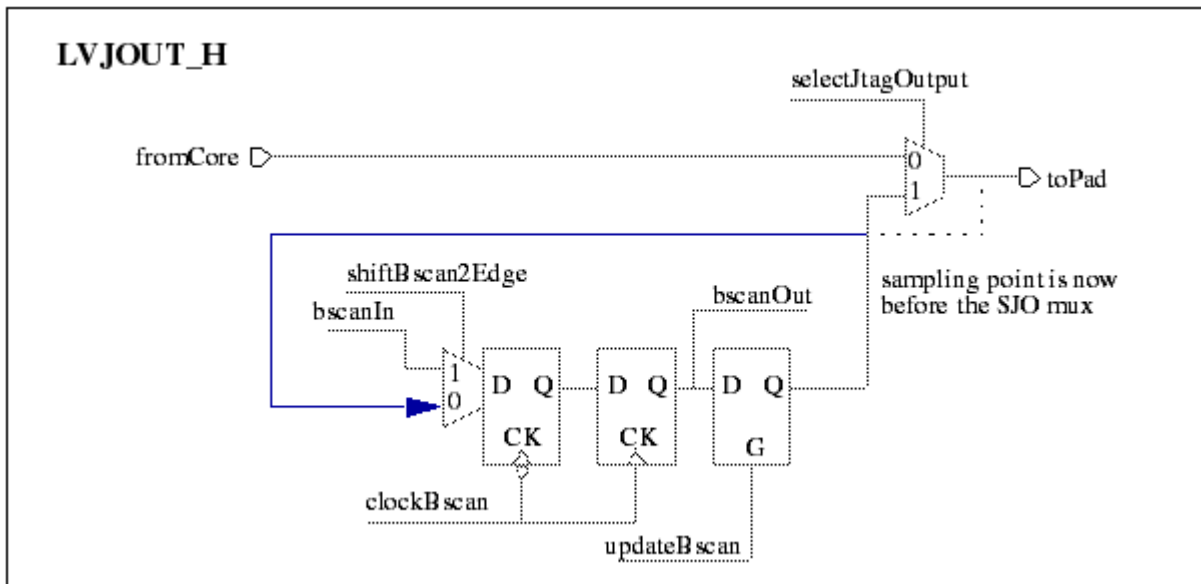 LVJOUT_H
selectJtagOutput
fromCore
0
1
toPad
shiftBscan2Edge
bscanIn
bscanOut
sampling point is now
before the SJO mux
1
0
D Q
CK
D Q
CK
D Q
G
clockBscan
updateBscan